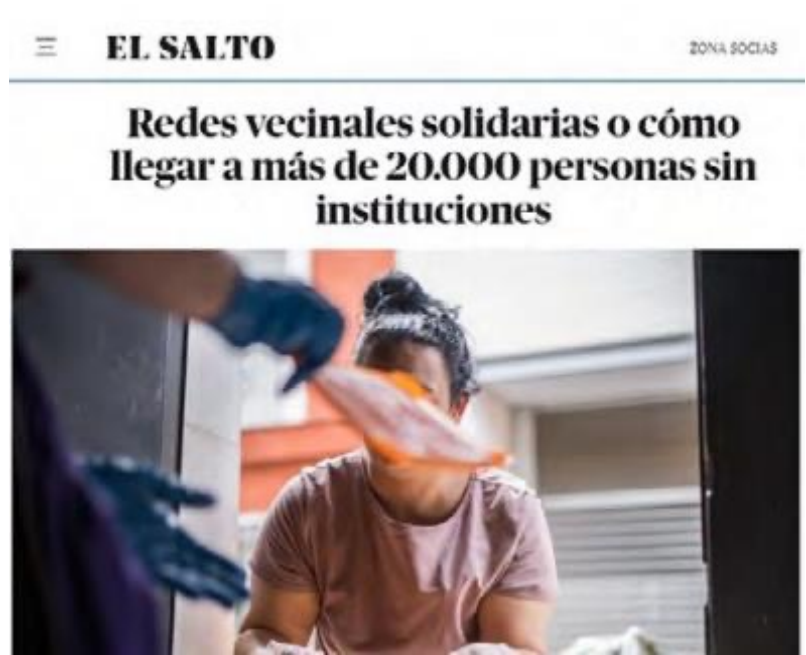 EL SALTO
ZONA SOCIAS
Redes vecinales solidarias o cómo
llegar a más de 20.000 personas sin
instituciones